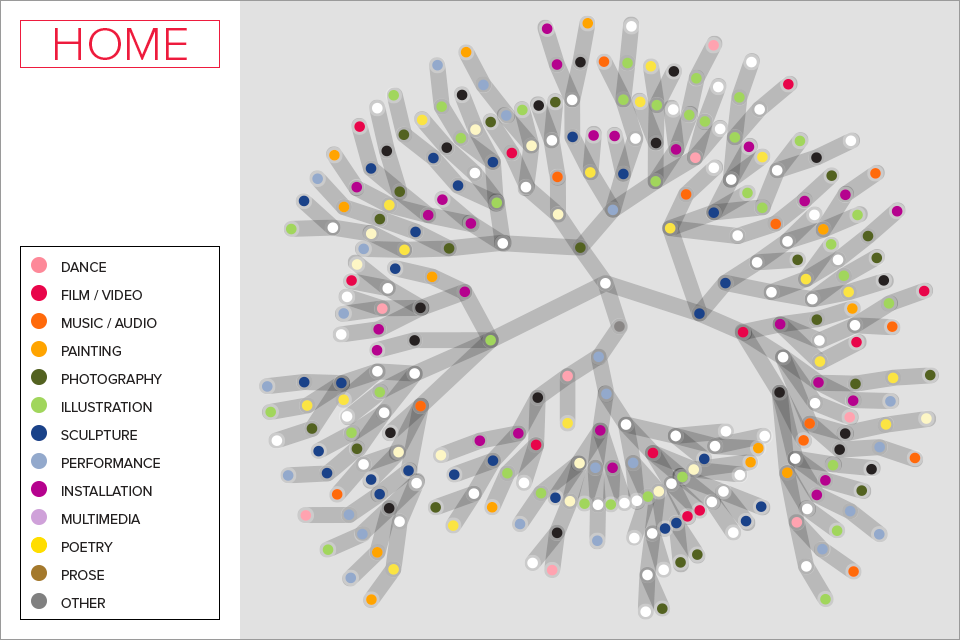 HOME
DANCE
FILM / VIDEO
MUSIC / AUDIO
PAINTING
PHOTOGRAPHY
ILLUSTRATION
SCULPTURE
PERFORMANCE
INSTALLATION
MULTIMEDIA
POETRY
PROSE
OTHER